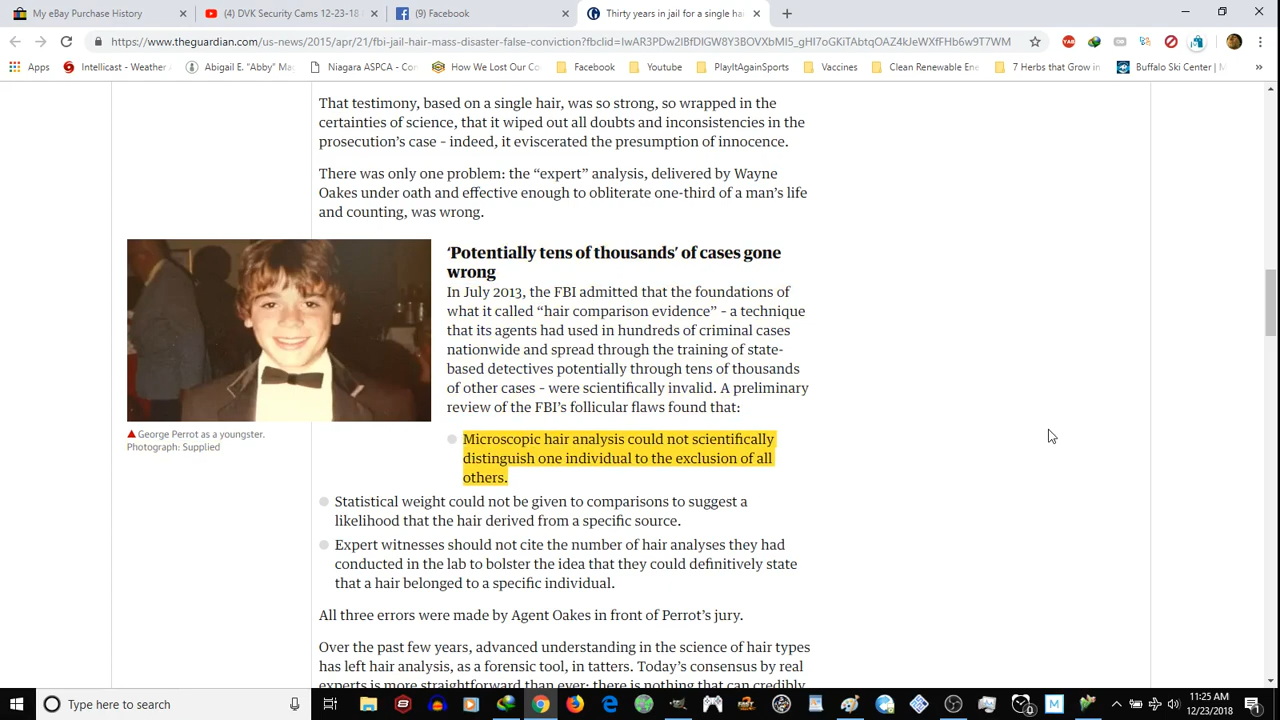 My eBay Purchase History
(4) DVK Security Cams 12-23-18
(9) Facebook
Thirty years in jail for a single hai
https://www.theguardian.com/us-news/2015/apr/21/fbi-jail-hair-mass-disaster-false-conviction?fbclid=IwAR3PDw2IBfDIGW8Y3BOVXbMI5_gHI7oGKiTAbtqOAZ4kJeWXfFHb6w9T7WM
Apps
Intellicast - Weather
Abigail E. "Abby" Ma
Niagara ASPCA - Con
How We Lost Our Co
Facebook
Youtube
PlayItAgainSports
Vaccines
Clean Renewable Ene
7 Herbs that Grow in
Buffalo Ski Center |
That testimony, based on a single hair, was so strong, so wrapped in the
certainties of science, that it wiped out all doubts and inconsistencies in the
prosecution's case – indeed, it eviscerated the presumption of innocence.
There was only one problem: the “expert” analysis, delivered by Wayne
Oakes under oath and effective enough to obliterate one-third of a man's life
and counting, was wrong.
‘Potentially tens of thousands’ of cases gone
wrong
In July 2013, the FBI admitted that the foundations of
what it called “hair comparison evidence” – a technique
that its agents had used in hundreds of criminal cases
nationwide and spread through the training of state-
based detectives potentially through tens of thousands
of other cases – were scientifically invalid. A preliminary
review of the FBI's follicular flaws found that:
George Perrot as a youngster.
Photograph: Supplied
Microscopic hair analysis could not scientifically
distinguish one individual to the exclusion of all
others.
Statistical weight could not be given to comparisons to suggest a
likelihood that the hair derived from a specific source.
Expert witnesses should not cite the number of hair analyses they had
conducted in the lab to bolster the idea that they could definitively state
that a hair belonged to a specific individual.
All three errors were made by Agent Oakes in front of Perrot's jury.
Over the past few years, advanced understanding in the science of hair types
has left hair analysis, as a forensic tool, in tatters. Today's consensus by real
experts is more straightforward than ever: there is nothing that can credibly
Type here to search
11:25 AM
12/23/2018